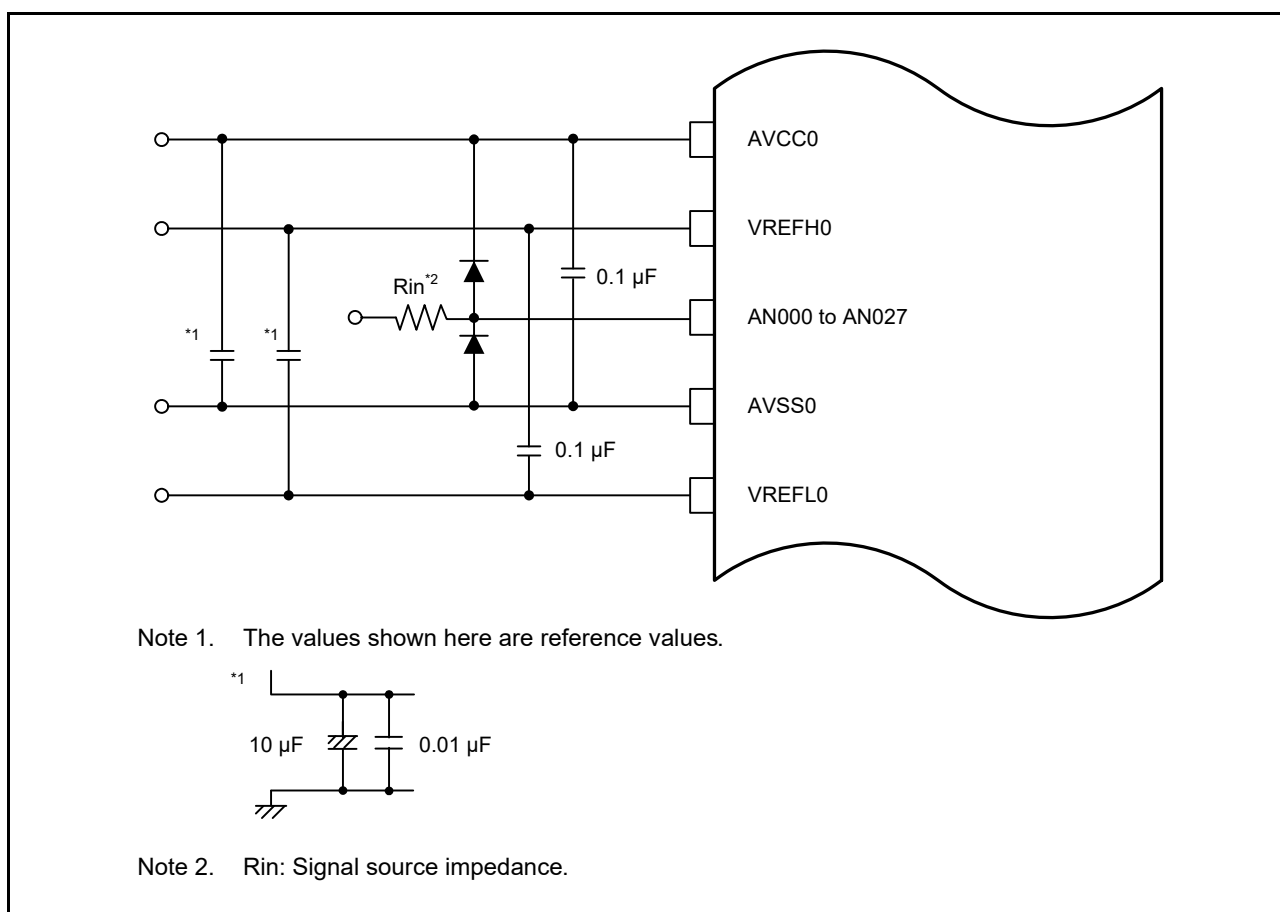 AVCC0
VREFH0
0.1 µF
Rin*2
AN000 to AN027
*1
*1
AVSS0
0.1 µF
VREFL0
Note 1. The values shown here are reference values.
*1
10 µF
0.01 µF
Note 2. Rin: Signal source impedance.